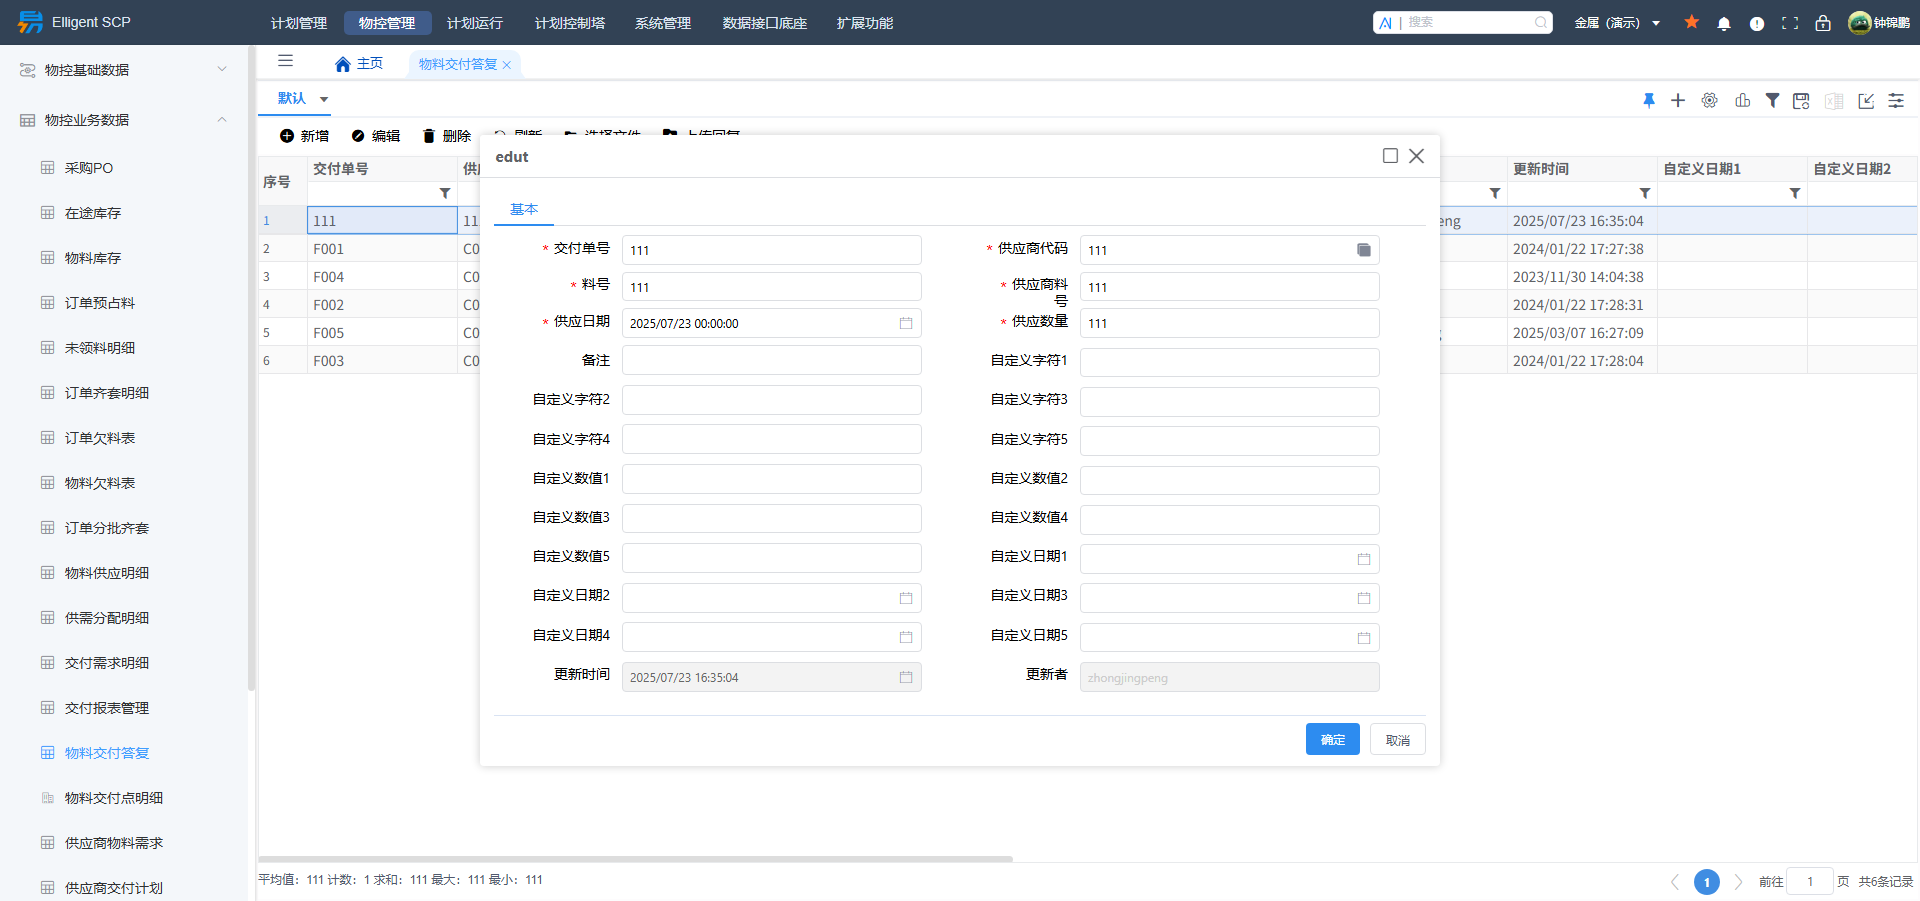 Elligent SCP
计划管理 物控管理 计划运行 计划控制塔 系统管理 数据接口底座 扩展功能
搜索
金属（演示）
钟锦鹏
物控基础数据
物控业务数据
采购PO
在途库存
物料库存
订单预占料
未领料明细
订单齐套明细
订单欠料表
物料欠料表
订单分批齐套
物料供应明细
供需分配明细
交付需求明细
交付报表管理
物料交付答复
物料交付点明细
供应商物料需求
供应商交付计划
主页 物料交付答复
默认
新增 编辑 删除 刷新 选择文件 上传回复
序号 交付单号 更新时间 自定义日期1 自定义日期2
1 111 11 eng 2025/07/23 16:35:04
2 F001 C0 2024/01/22 17:27:38
3 F004 C0 2023/11/30 14:04:38
4 F002 C0 2024/01/22 17:28:31
5 F005 C0 2025/03/07 16:27:09
6 F003 C0 2024/01/22 17:28:04
edut
基本
* 交付单号 111 * 供应商代码 111
* 料号 111 * 供应商料号 111
* 供应日期 2025/07/23 00:00:00 * 供应数量 111
备注 自定义字符1
自定义字符2 自定义字符3
自定义字符4 自定义字符5
自定义数值1 自定义数值2
自定义数值3 自定义数值4
自定义数值5 自定义日期1
自定义日期2 自定义日期3
自定义日期4 自定义日期5
更新时间 2025/07/23 16:35:04 更新者 zhongjingpeng
确定 取消
平均值：111 计数：1 求和：111 最大：111 最小：111
1 前往 1 页 共6条记录